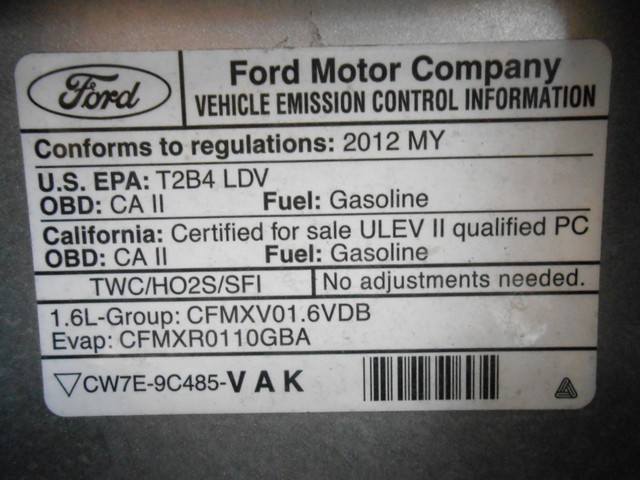 Ford
Ford Motor Company
VEHICLE EMISSION CONTROL INFORMATION
Conforms to regulations: 2012 MY
U.S. EPA: T2B4 LDV
OBD: CA II Fuel: Gasoline
California: Certified for sale ULEV II qualified PC
OBD: CA II Fuel: Gasoline
TWC/HO2S/SFI No adjustments needed.
1.6L-Group: CFMXV01.6VDB
Evap: CFMXR0110GBA
CW7E-9C485-VAK